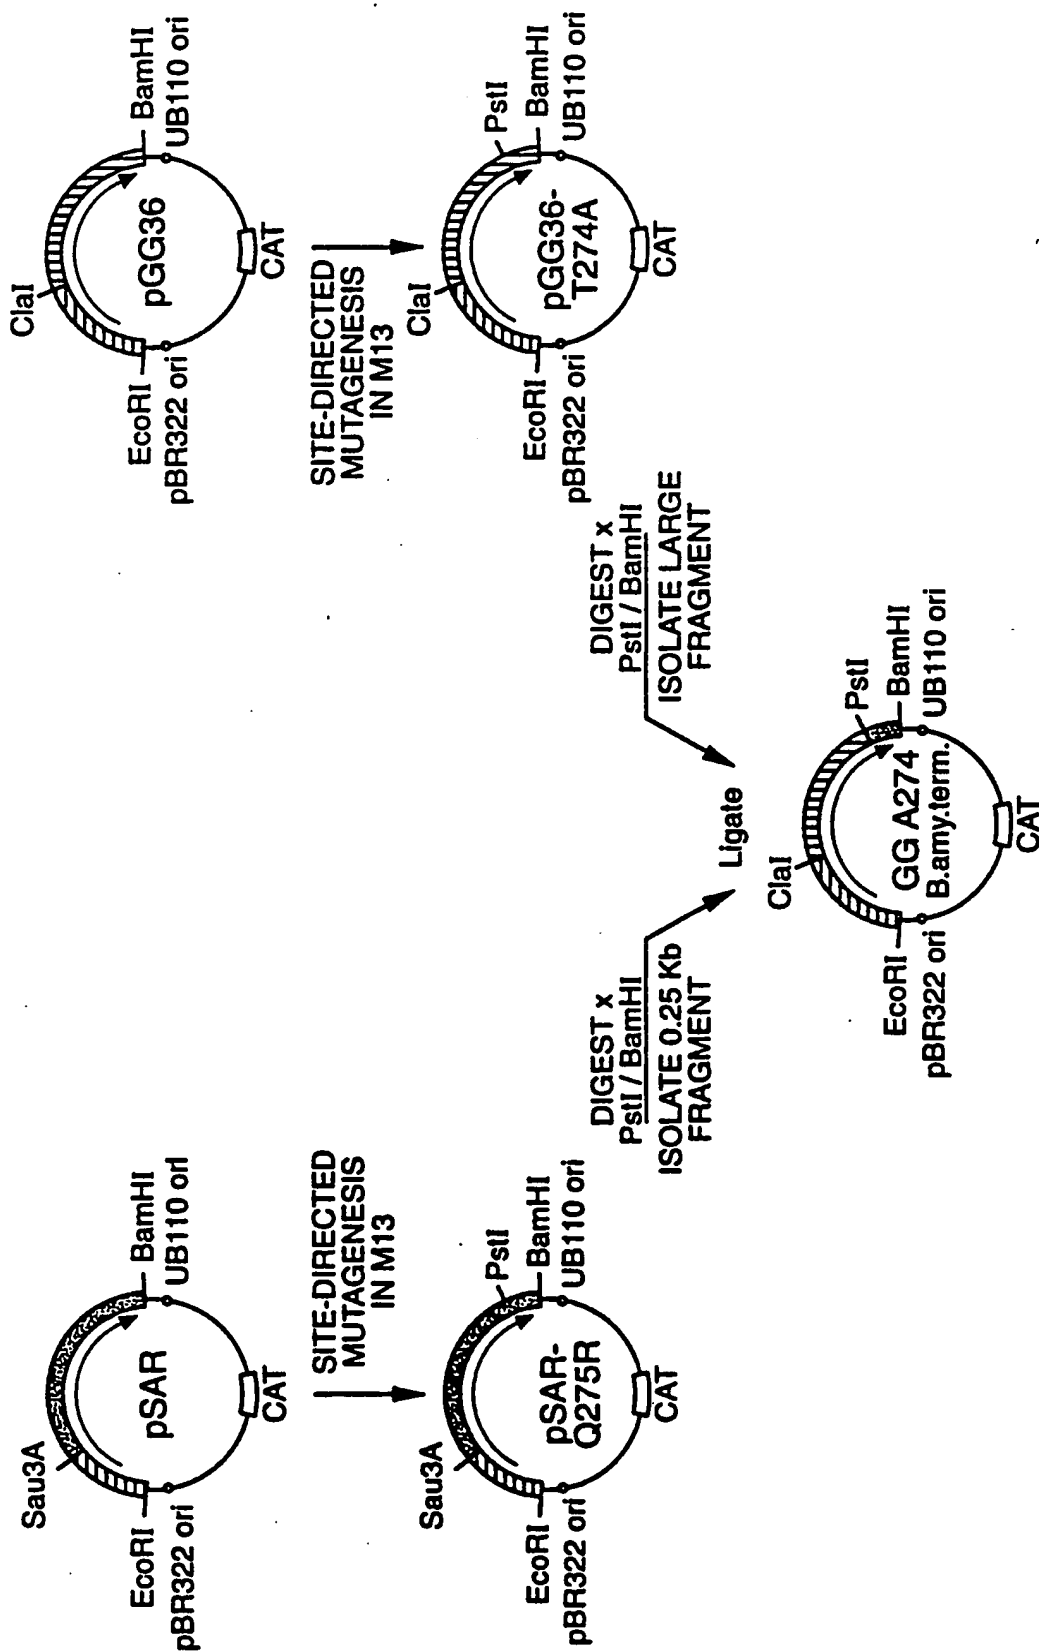 Sau3A
pSAR
EcoRI
BamHI
pBR322 ori
UB110 ori
CAT
SITE-DIRECTED
MUTAGENESIS
IN M13
Sau3A
pSAR-
Q275R
PstI
EcoRI
BamHI
pBR322 ori
UB110 ori
CAT
DIGEST x
PstI / BamHI
ISOLATE 0.25 Kb
FRAGMENT
ClaI
pGG36
EcoRI
BamHI
pBR322 ori
UB110 ori
CAT
SITE-DIRECTED
MUTAGENESIS
IN M13
ClaI
pGG36-
T274A
PstI
EcoRI
BamHI
pBR322 ori
UB110 ori
CAT
DIGEST x
PstI / BamHI
ISOLATE LARGE
FRAGMENT
Ligate
ClaI
PstI
GG A274
B.amy.term.
EcoRI
BamHI
pBR322 ori
UB110 ori
CAT